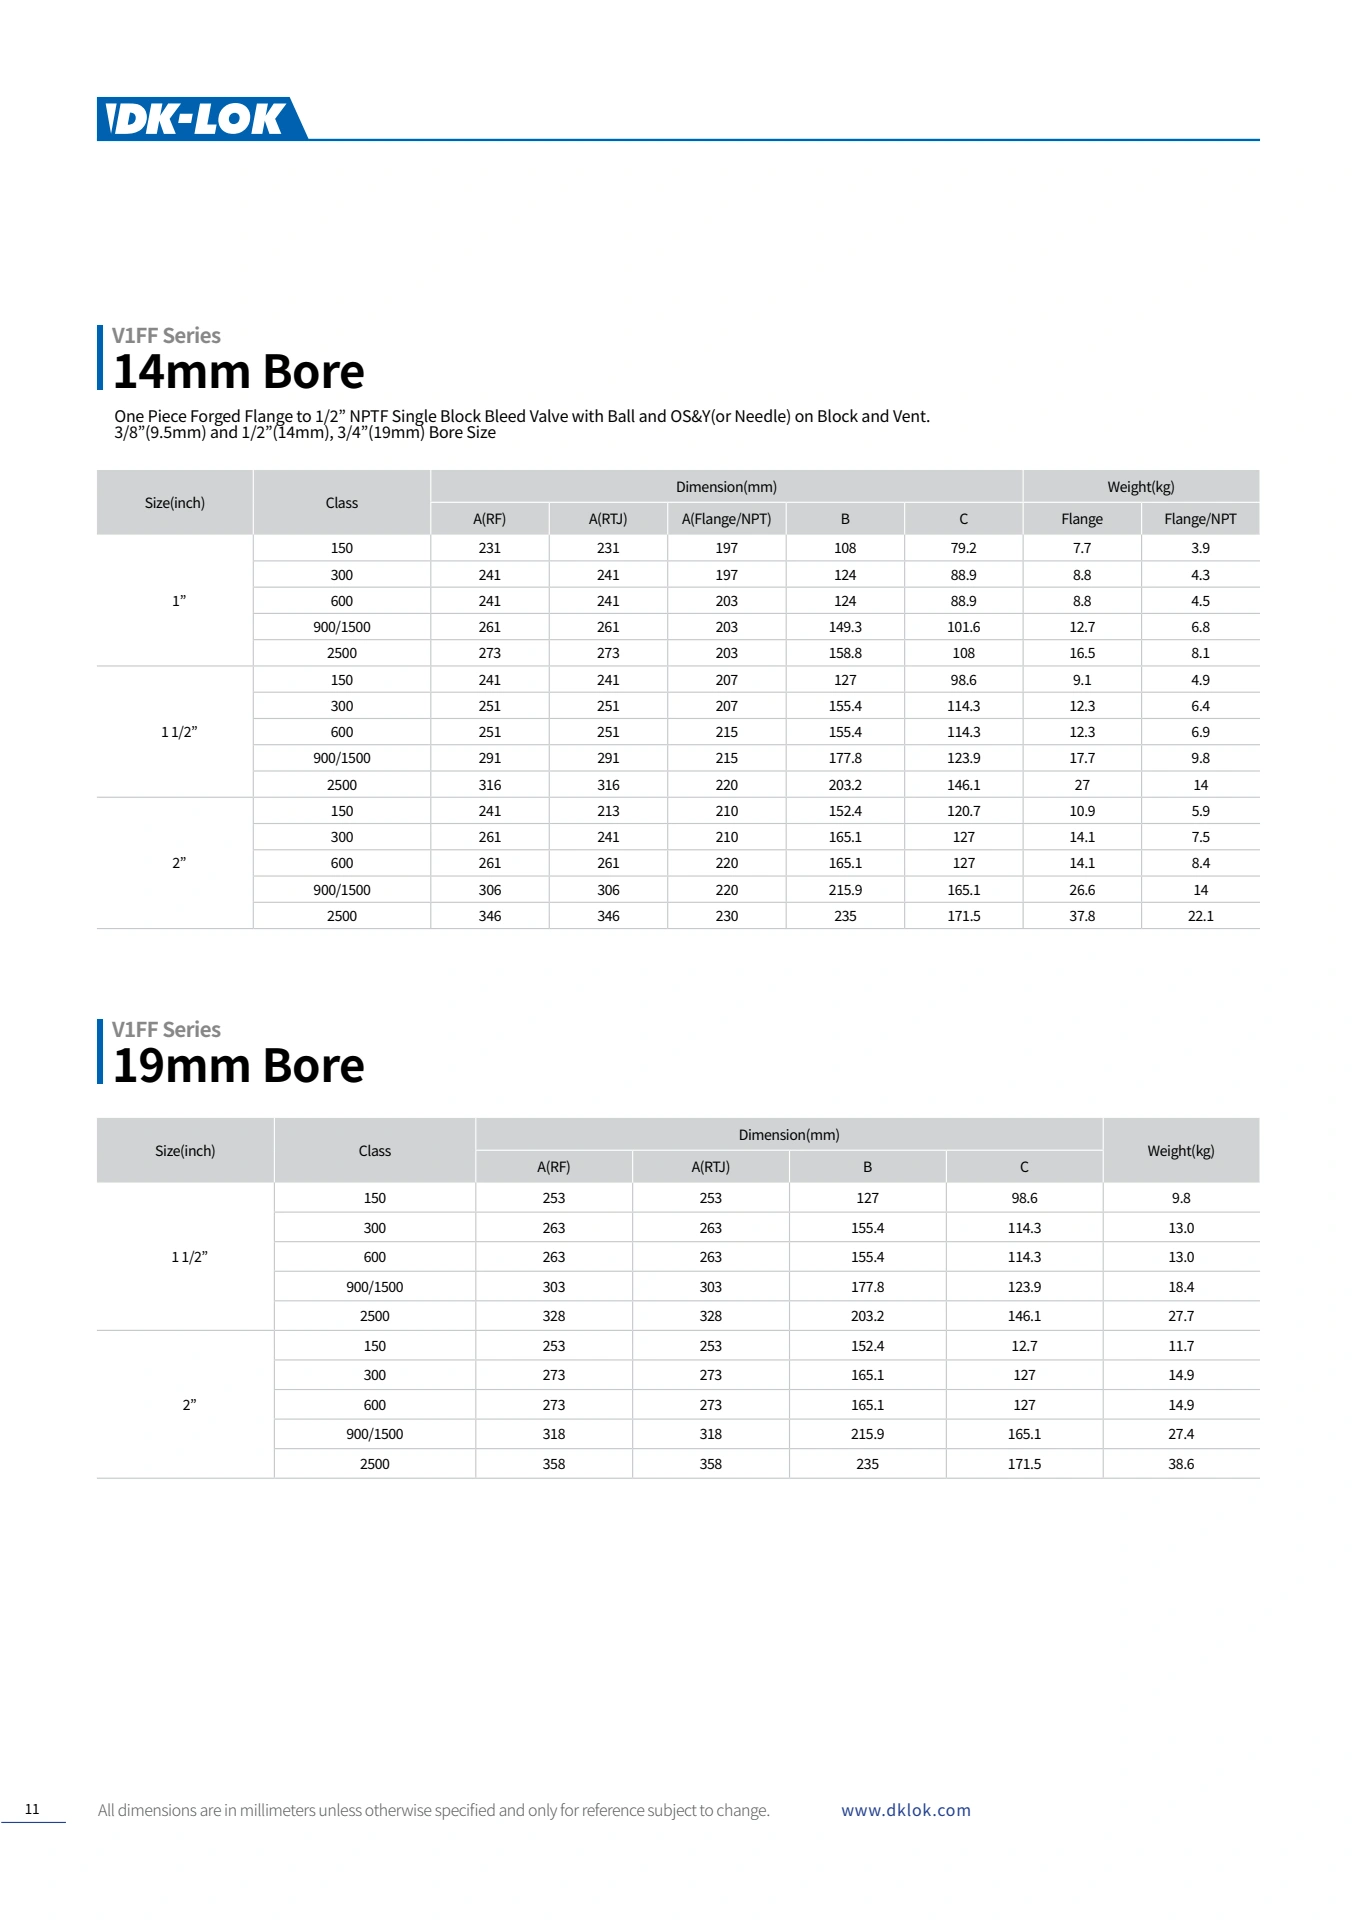 DK-LOK
V1FF Series
14mm Bore
One Piece Forged Flange to 1/2” NPTF Single Block Bleed Valve with Ball and OS&Y(or Needle) on Block and Vent.
3/8”(9.5mm) and 1/2”(14mm), 3/4”(19mm) Bore Size
Size(inch) Class Dimension(mm) Weight(kg)
A(RF) A(RTJ) A(Flange/NPT) B C Flange Flange/NPT
1”
150 231 231 197 108 79.2 7.7 3.9
300 241 241 197 124 88.9 8.8 4.3
600 241 241 203 124 88.9 8.8 4.5
900/1500 261 261 203 149.3 101.6 12.7 6.8
2500 273 273 203 158.8 108 16.5 8.1
1 1/2”
150 241 241 207 127 98.6 9.1 4.9
300 251 251 207 155.4 114.3 12.3 6.4
600 251 251 215 155.4 114.3 12.3 6.9
900/1500 291 291 215 177.8 123.9 17.7 9.8
2500 316 316 220 203.2 146.1 27 14
2”
150 241 213 210 152.4 120.7 10.9 5.9
300 261 241 210 165.1 127 14.1 7.5
600 261 261 220 165.1 127 14.1 8.4
900/1500 306 306 220 215.9 165.1 26.6 14
2500 346 346 230 235 171.5 37.8 22.1
V1FF Series
19mm Bore
Size(inch) Class Dimension(mm) Weight(kg)
A(RF) A(RTJ) B C
1 1/2”
150 253 253 127 98.6 9.8
300 263 263 155.4 114.3 13.0
600 263 263 155.4 114.3 13.0
900/1500 303 303 177.8 123.9 18.4
2500 328 328 203.2 146.1 27.7
2”
150 253 253 152.4 12.7 11.7
300 273 273 165.1 127 14.9
600 273 273 165.1 127 14.9
900/1500 318 318 215.9 165.1 27.4
2500 358 358 235 171.5 38.6
11 All dimensions are in millimeters unless otherwise specified and only for reference subject to change. www.dklok.com